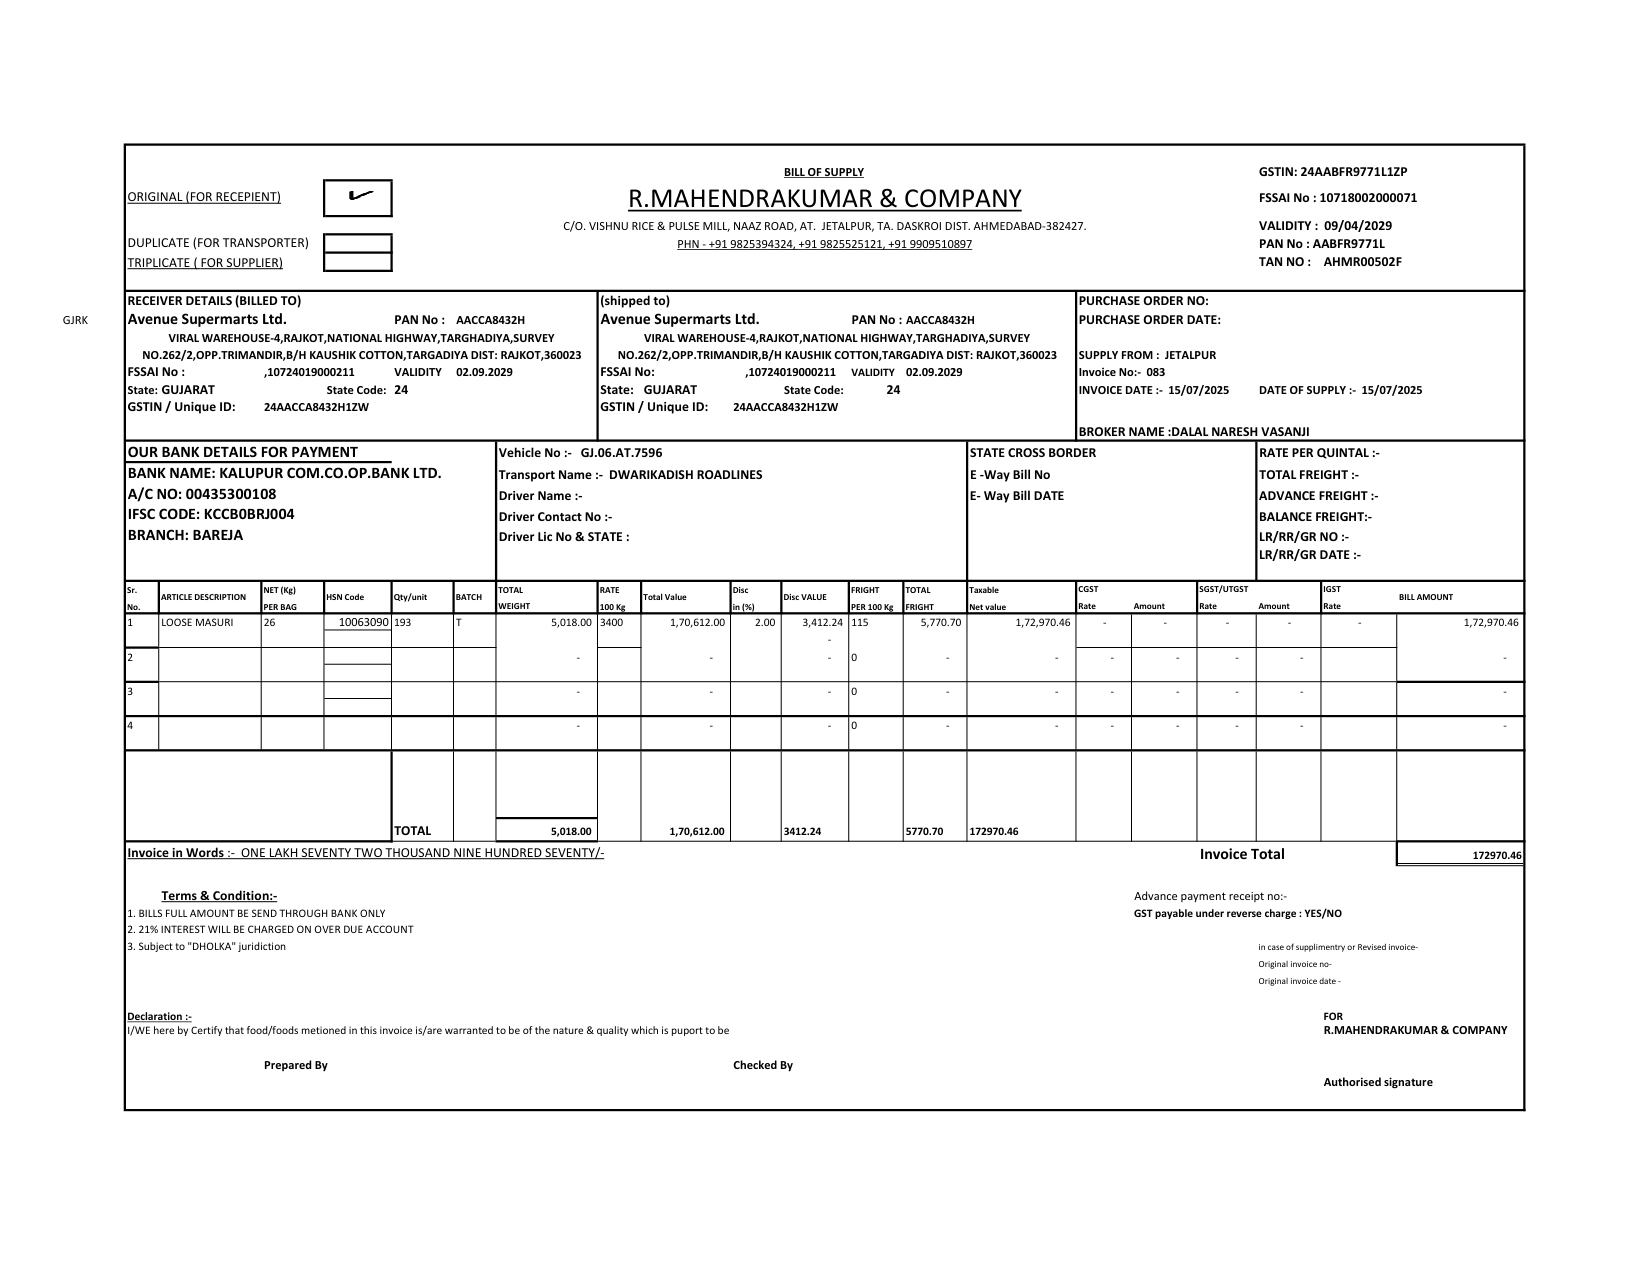 BILL OF SUPPLY
GSTIN: 24AABFR9771L1ZP
ORIGINAL (FOR RECEPIENT) ✓
R.MAHENDRAKUMAR & COMPANY
FSSAI No : 10718002000071
C/O. VISHNU RICE & PULSE MILL, NAAZ ROAD, AT. JETALPUR, TA. DASKROI DIST. AHMEDABAD-382427.
VALIDITY : 09/04/2029
DUPLICATE (FOR TRANSPORTER)
PHN - +91 9825394324, +91 9825525121, +91 9909510897
PAN No : AABFR9771L
TRIPLICATE ( FOR SUPPLIER)
TAN NO : AHMR00502F
GJRK
RECEIVER DETAILS (BILLED TO)
Avenue Supermarts Ltd. PAN No : AACCA8432H
VIRAL WAREHOUSE-4,RAJKOT,NATIONAL HIGHWAY,TARGHADIYA,SURVEY
NO.262/2,OPP.TRIMANDIR,B/H KAUSHIK COTTON,TARGADIYA DIST: RAJKOT,360023
FSSAI No : ,10724019000211 VALIDITY 02.09.2029
State: GUJARAT State Code: 24
GSTIN / Unique ID: 24AACCA8432H1ZW
(shipped to)
Avenue Supermarts Ltd. PAN No : AACCA8432H
VIRAL WAREHOUSE-4,RAJKOT,NATIONAL HIGHWAY,TARGHADIYA,SURVEY
NO.262/2,OPP.TRIMANDIR,B/H KAUSHIK COTTON,TARGADIYA DIST: RAJKOT,360023
FSSAI No: ,10724019000211 VALIDITY 02.09.2029
State: GUJARAT State Code: 24
GSTIN / Unique ID: 24AACCA8432H1ZW
PURCHASE ORDER NO:
PURCHASE ORDER DATE:
SUPPLY FROM : JETALPUR
Invoice No:- 083
INVOICE DATE :- 15/07/2025 DATE OF SUPPLY :- 15/07/2025
BROKER NAME :DALAL NARESH VASANJI
OUR BANK DETAILS FOR PAYMENT
BANK NAME: KALUPUR COM.CO.OP.BANK LTD.
A/C NO: 00435300108
IFSC CODE: KCCB0BRJ004
BRANCH: BAREJA
Vehicle No :- GJ.06.AT.7596
Transport Name :- DWARIKADISH ROADLINES
Driver Name :-
Driver Contact No :-
Driver Lic No & STATE :
STATE CROSS BORDER
E -Way Bill No
E- Way Bill DATE
RATE PER QUINTAL :-
TOTAL FREIGHT :-
ADVANCE FREIGHT :-
BALANCE FREIGHT:-
LR/RR/GR NO :-
LR/RR/GR DATE :-
Sr. No. ARTICLE DESCRIPTION NET (Kg) PER BAG HSN Code Qty/unit BATCH TOTAL WEIGHT RATE 100 Kg Total Value Disc in (%) Disc VALUE FRIGHT PER 100 Kg TOTAL FRIGHT Taxable Net value CGST Rate Amount SGST/UTGST Rate Amount IGST Rate BILL AMOUNT
1 LOOSE MASURI 26 10063090 193 T 5,018.00 3400 1,70,612.00 2.00 3,412.24 115 5,770.70 1,72,970.46 - - - - - 1,72,970.46
-
2 - - - 0 - - - - - - -
3 - - - 0 - - - - - - -
4 - - - 0 - - - - - - -
TOTAL 5,018.00 1,70,612.00 3412.24 5770.70 172970.46
Invoice in Words :- ONE LAKH SEVENTY TWO THOUSAND NINE HUNDRED SEVENTY/- Invoice Total 172970.46
Terms & Condition:-
1. BILLS FULL AMOUNT BE SEND THROUGH BANK ONLY
2. 21% INTEREST WILL BE CHARGED ON OVER DUE ACCOUNT
3. Subject to "DHOLKA" juridiction
Advance payment receipt no:-
GST payable under reverse charge : YES/NO
in case of supplimentry or Revised invoice-
Original invoice no-
Original invoice date -
Declaration :-
I/WE here by Certify that food/foods metioned in this invoice is/are warranted to be of the nature & quality which is puport to be
FOR
R.MAHENDRAKUMAR & COMPANY
Prepared By Checked By
Authorised signature